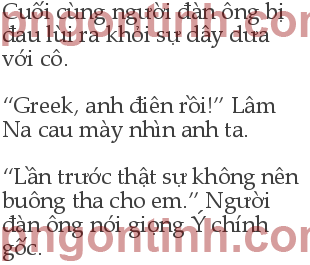 Cuối cùng người đàn ông bị
đau lùi ra khỏi sự dây dưa
với cô.
“Greek, anh điên rồi!” Lâm
Na cau mày nhìn anh ta.
“Lần trước thật sự không nên
buông tha cho em.” Người
đàn ông nói giọng Ý chính
gốc.